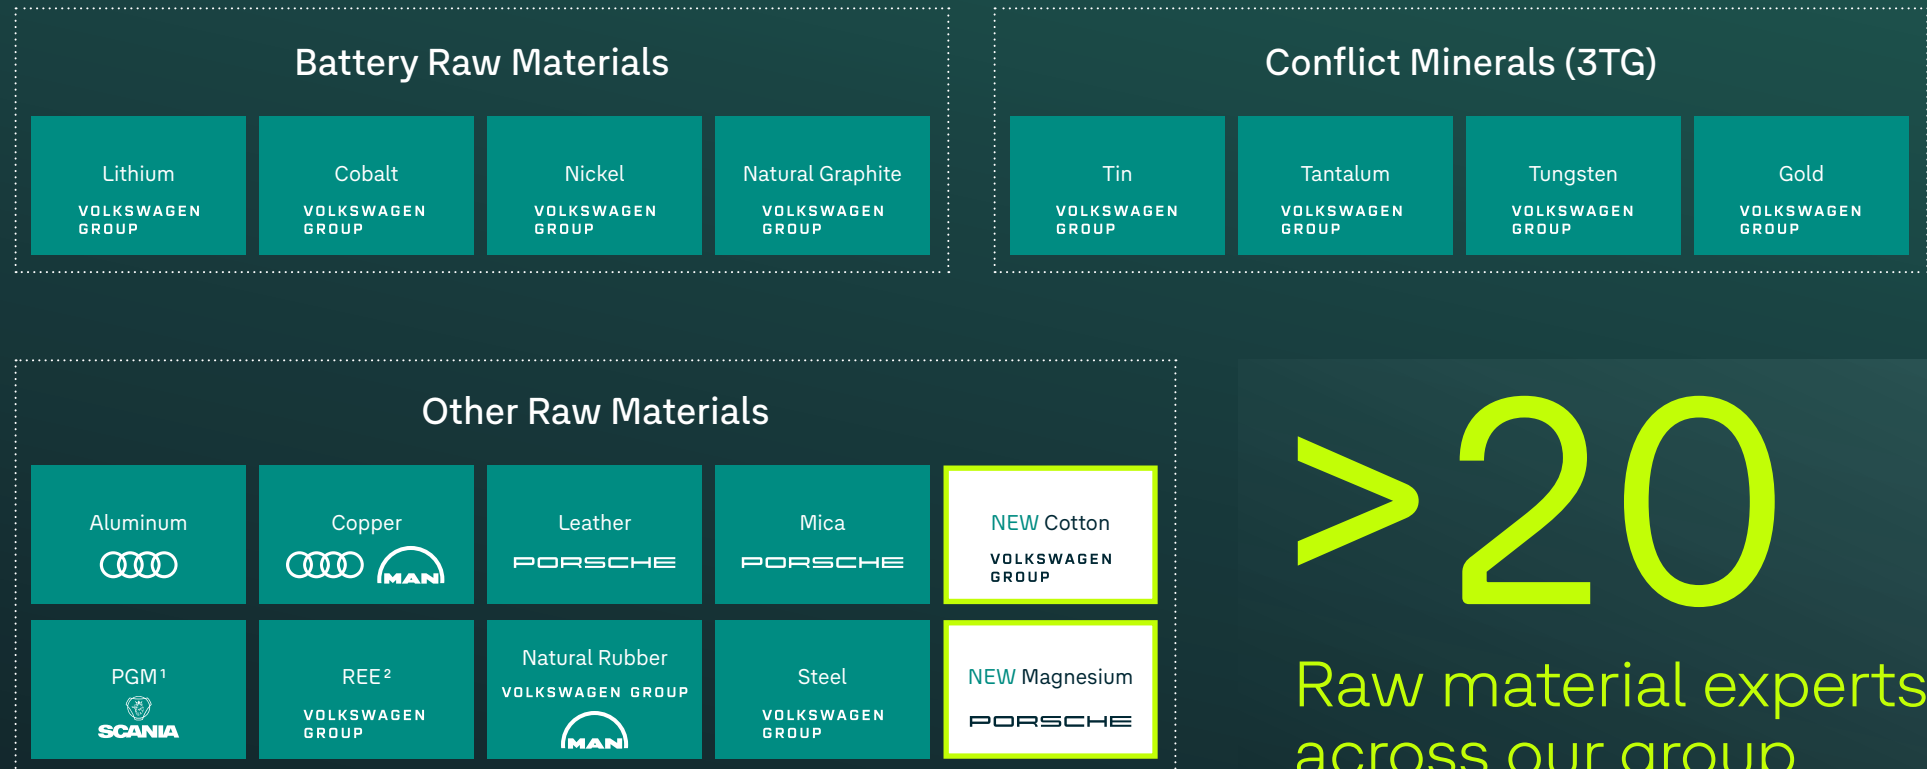 Battery Raw Materials
Lithium
VOLKSWAGEN
GROUP
Cobalt
VOLKSWAGEN
GROUP
Nickel
VOLKSWAGEN
GROUP
Natural Graphite
VOLKSWAGEN
GROUP
Conflict Minerals (3TG)
Tin
VOLKSWAGEN
GROUP
Tantalum
VOLKSWAGEN
GROUP
Tungsten
VOLKSWAGEN
GROUP
Gold
VOLKSWAGEN
GROUP
Other Raw Materials
Aluminum
Copper
MAN
Leather
PORSCHE
Mica
PORSCHE
NEW Cotton
VOLKSWAGEN
GROUP
PGM¹
SCANIA
REE²
VOLKSWAGEN
GROUP
Natural Rubber
VOLKSWAGEN GROUP
MAN
Steel
VOLKSWAGEN
GROUP
NEW Magnesium
PORSCHE
>20
Raw material experts
across our group